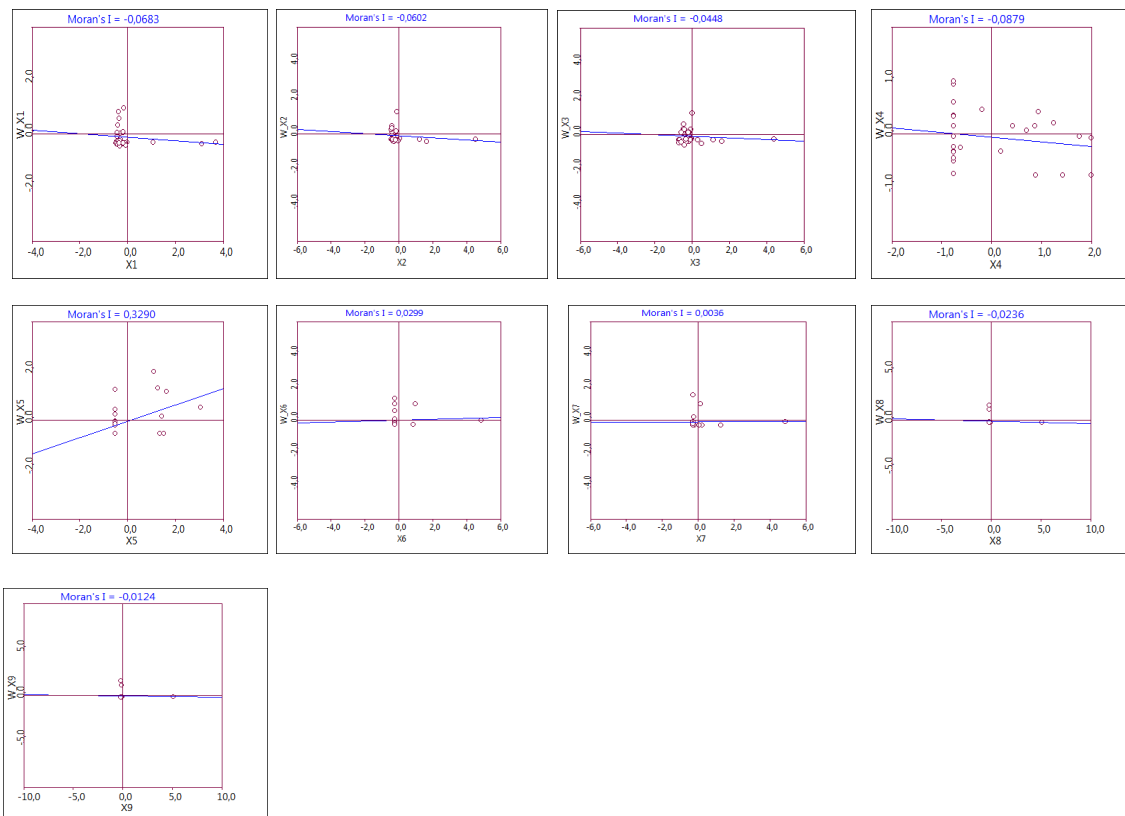 Moran's I = -0,0683
W_X1
2,0
0,0
-2,0
-4,0 -2,0 0,0 2,0 4,0
X1
Moran's I = -0,0602
W_X2
4,0
2,0
0,0
-2,0
-4,0
-6,0 -4,0 -2,0 0,0 2,0 4,0 6,0
X2
Moran's I = -0,0448
W_X3
4,0
2,0
0,0
-2,0
-4,0
-6,0 -4,0 -2,0 0,0 2,0 4,0 6,0
X3
Moran's I = -0,0879
W_X4
1,0
0,0
-1,0
-2,0 -1,0 0,0 1,0 2,0
X4
Moran's I = 0,3290
W_X5
2,0
0,0
-2,0
-4,0 -2,0 0,0 2,0 4,0
X5
Moran's I = 0,0299
W_X6
4,0
2,0
0,0
-2,0
-4,0
-6,0 -4,0 -2,0 0,0 2,0 4,0 6,0
X6
Moran's I = 0,0036
W_X7
4,0
2,0
0,0
-2,0
-4,0
-6,0 -4,0 -2,0 0,0 2,0 4,0 6,0
X7
Moran's I = -0,0236
W_X8
5,0
0,0
-5,0
-10,0 -5,0 0,0 5,0 10,0
X8
Moran's I = -0,0124
W_X9
5,0
0,0
-5,0
-10,0 -5,0 0,0 5,0 10,0
X9